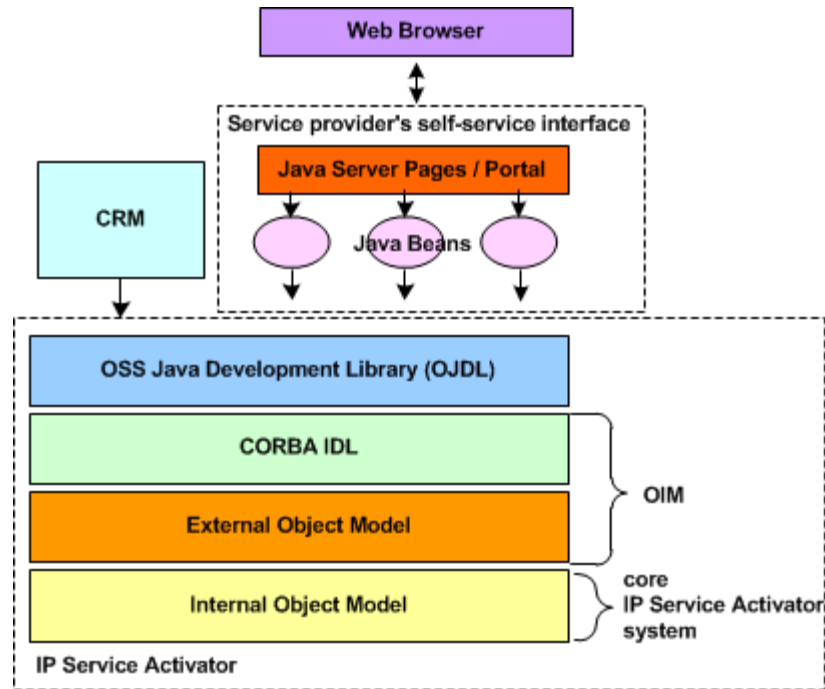 Web Browser
Service provider's self-service interface
Java Server Pages / Portal
CRM
Java Beans
OSS Java Development Library (OJDL)
CORBA IDL
OIM
External Object Model
Internal Object Model
core
IP Service Activator
system
IP Service Activator